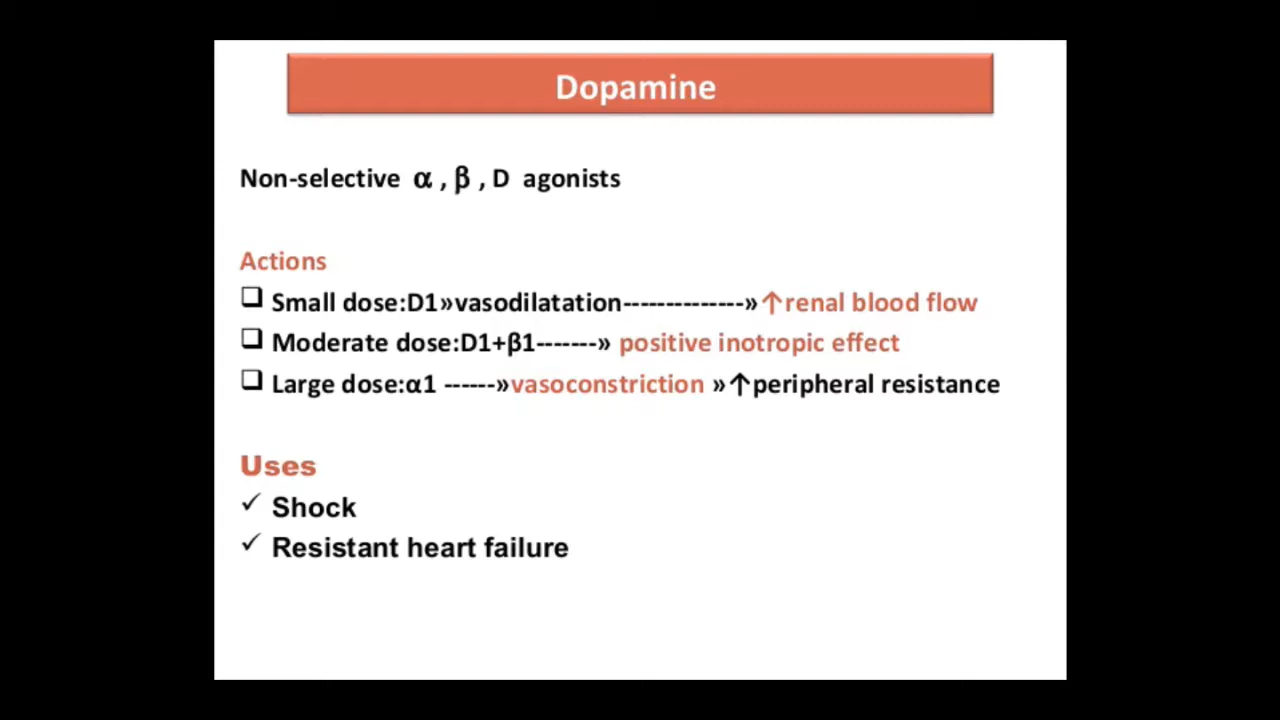 Dopamine
Non-selective α , β , D agonists
Actions
❑ Small dose:D1»vasodilatation--------------»↑renal blood flow
❑ Moderate dose:D1+β1-------» positive inotropic effect
❑ Large dose:α1 ------»vasoconstriction »↑peripheral resistance
Uses
✓ Shock
✓ Resistant heart failure